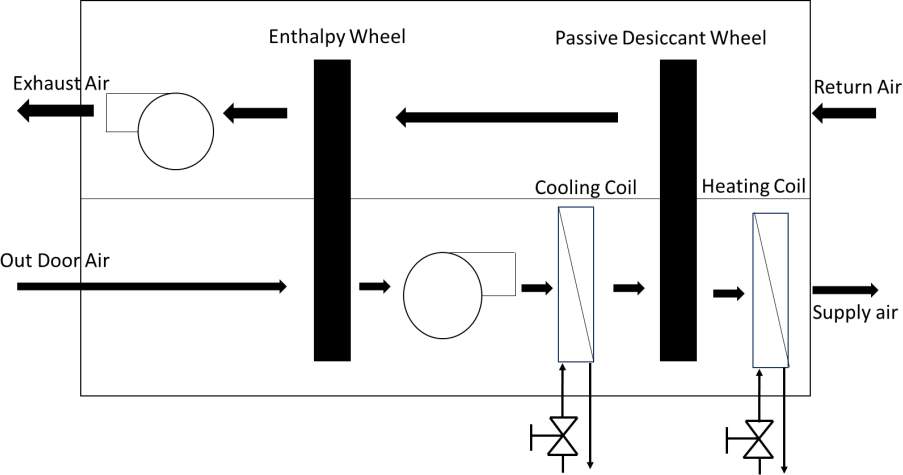 Enthalpy Wheel
Passive Desiccant Wheel
Exhaust Air
Return Air
Cooling Coil
Heating Coil
Out Door Air
Supply air